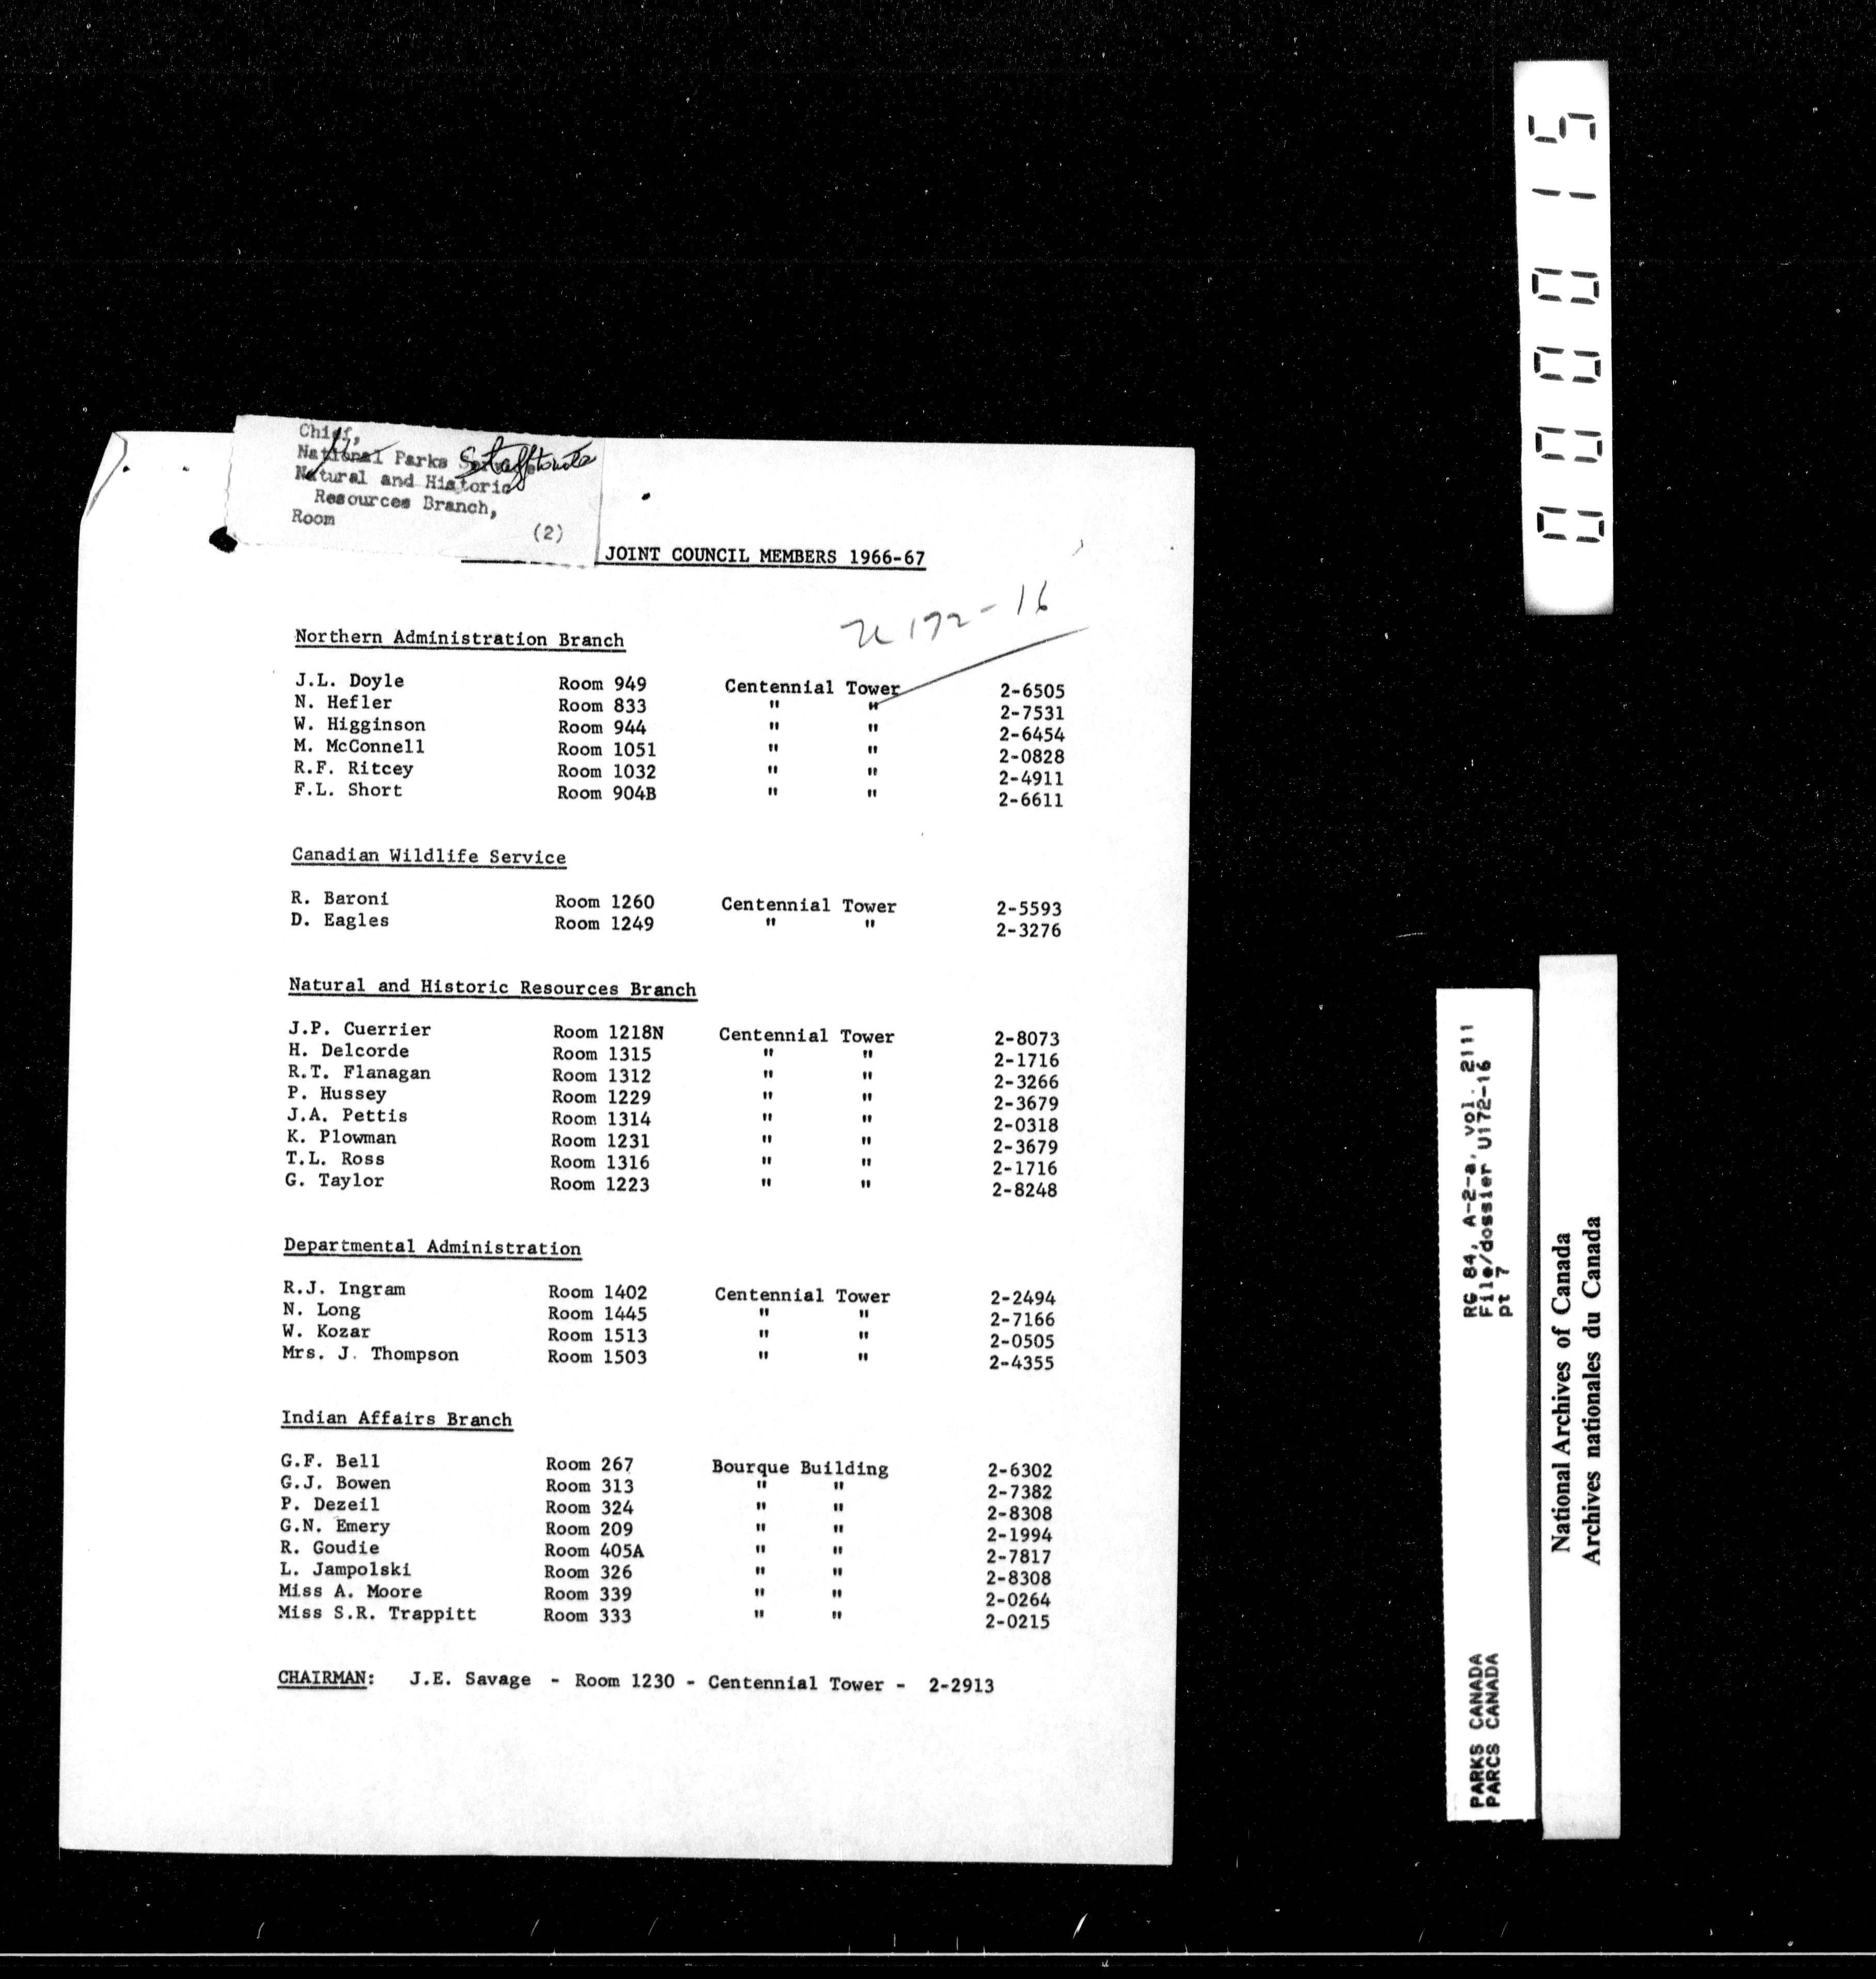 Chief,
National Parks
Natural and Historic
Resources Branch,
Room
(2)
JOINT COUNCIL MEMBERS 1966-67
U 172-16
Northern Administration Branch
J.L. Doyle Room 949 Centennial Tower 2-6505
N. Hefler Room 833 " " 2-7531
W. Higginson Room 944 " " 2-6454
M. McConnell Room 1051 " " 2-0828
R.F. Ritcey Room 1032 " " 2-4911
F.L. Short Room 904B " " 2-6611
Canadian Wildlife Service
R. Baroni Room 1260 Centennial Tower 2-5593
D. Eagles Room 1249 " " 2-3276
Natural and Historic Resources Branch
J.P. Cuerrier Room 1218N Centennial Tower 2-8073
H. Delcorde Room 1315 " " 2-1716
R.T. Flanagan Room 1312 " " 2-3266
P. Hussey Room 1229 " " 2-3679
J.A. Pettis Room 1314 " " 2-0318
K. Plowman Room 1231 " " 2-3679
T.L. Ross Room 1316 " " 2-1716
G. Taylor Room 1223 " " 2-8248
Departmental Administration
R.J. Ingram Room 1402 Centennial Tower 2-2494
N. Long Room 1445 " " 2-7166
W. Kozar Room 1513 " " 2-0505
Mrs. J. Thompson Room 1503 " " 2-4355
Indian Affairs Branch
G.F. Bell Room 267 Bourque Building 2-6302
G.J. Bowen Room 313 " " 2-7382
P. Dezeil Room 324 " " 2-8308
G.N. Emery Room 209 " " 2-1994
R. Goudie Room 405A " " 2-7817
L. Jampolski Room 326 " " 2-8308
Miss A. Moore Room 339 " " 2-0264
Miss S.R. Trappitt Room 333 " " 2-0215
CHAIRMAN: J.E. Savage - Room 1230 - Centennial Tower - 2-2913
000015
RG 84, A-2-a, vol. 2111
File/dossier U172-16
pt 7
PARKS CANADA
PARCS CANADA
National Archives of Canada
Archives nationales du Canada